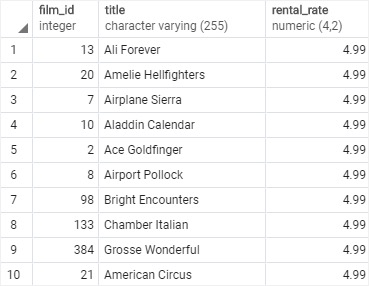 film_id title rental_rate
integer character varying (255) numeric (4,2)
1 13 Ali Forever 4.99
2 20 Amelie Hellfighters 4.99
3 7 Airplane Sierra 4.99
4 10 Aladdin Calendar 4.99
5 2 Ace Goldfinger 4.99
6 8 Airport Pollock 4.99
7 98 Bright Encounters 4.99
8 133 Chamber Italian 4.99
9 384 Grosse Wonderful 4.99
10 21 American Circus 4.99